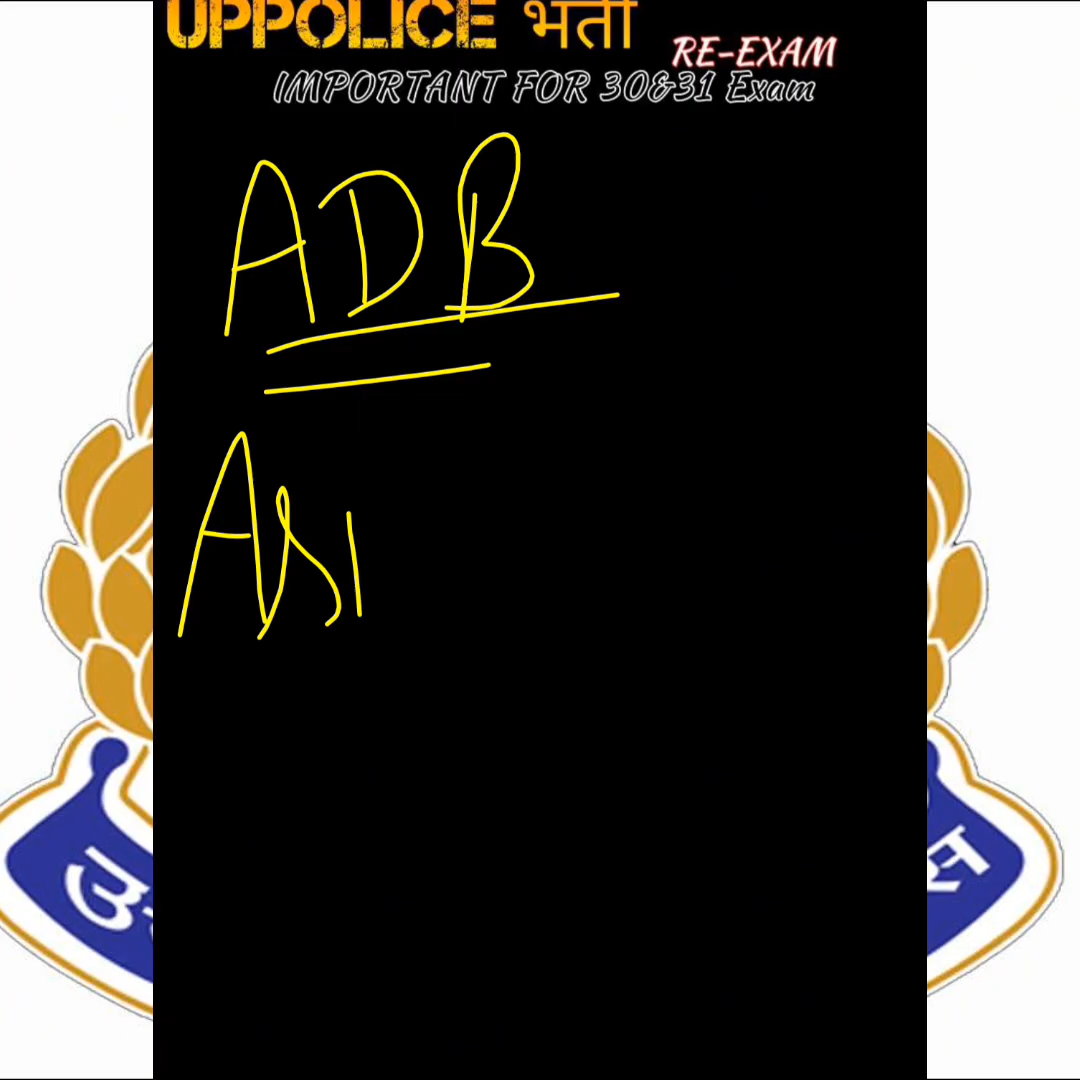 UPPOLICE भर्ती
RE-EXAM
IMPORTANT FOR 30&31 Exam
ADB
Asi